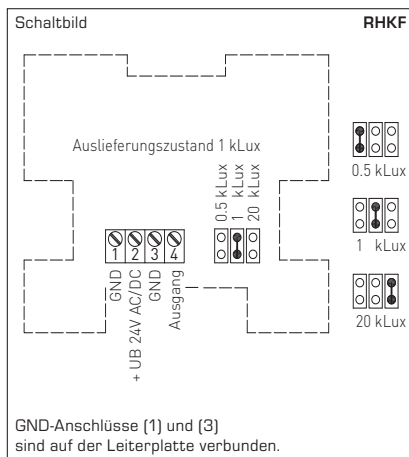 Schaltbild
RHKF
Auslieferungszustand 1 kLux
0.5 kLux
1 kLux
20 kLux
0.5 kLux
1 kLux
20 kLux
1
2
3
4
GND
+ UB 24V AC/DC
GND
Ausgang
GND-Anschlüsse (1) und (3)
sind auf der Leiterplatte verbunden.